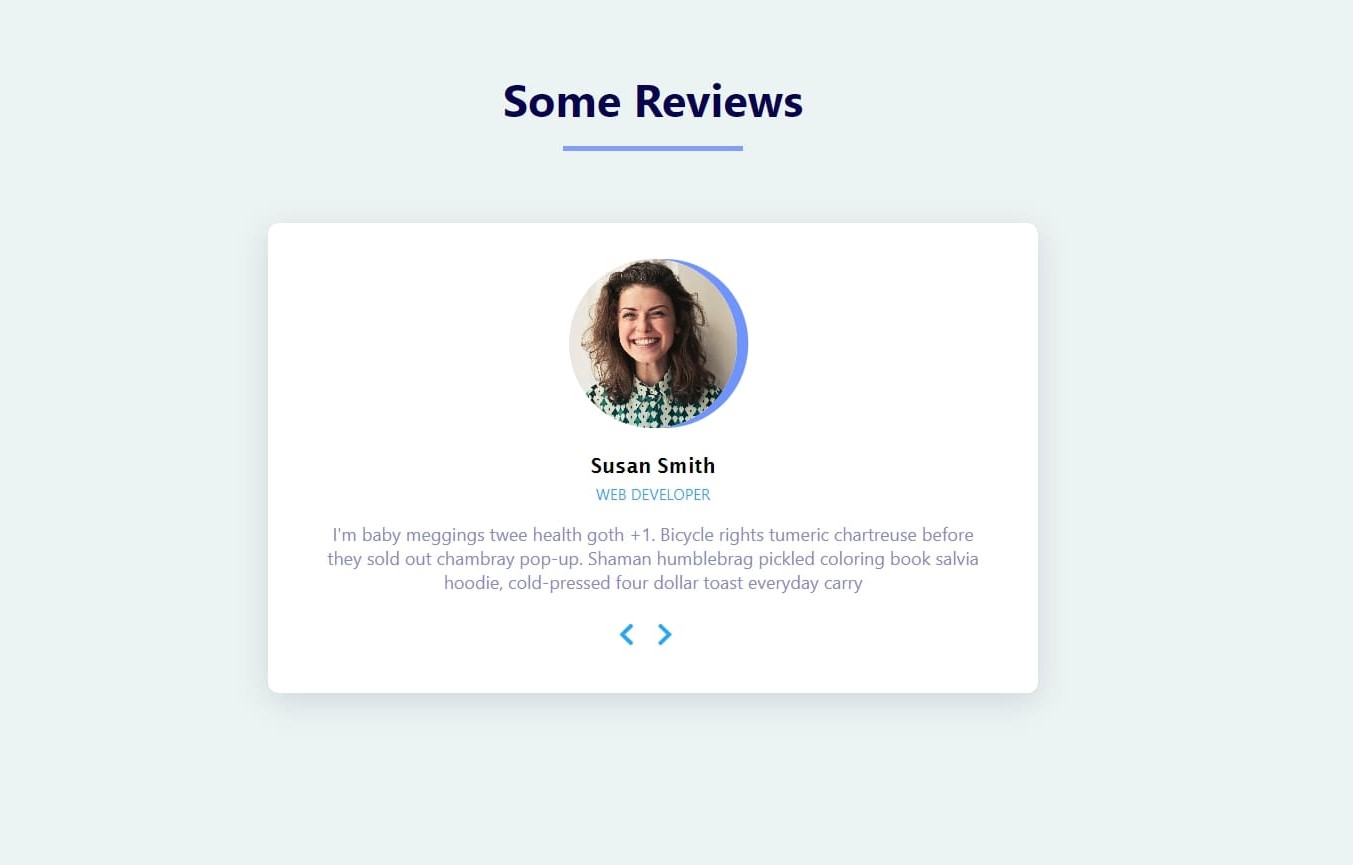 Some Reviews
Susan Smith
WEB DEVELOPER
I'm baby meggings twee health goth +1. Bicycle rights tumeric chartreuse before
they sold out chambray pop-up. Shaman humblebrag pickled coloring book salvia
hoodie, cold-pressed four dollar toast everyday carry